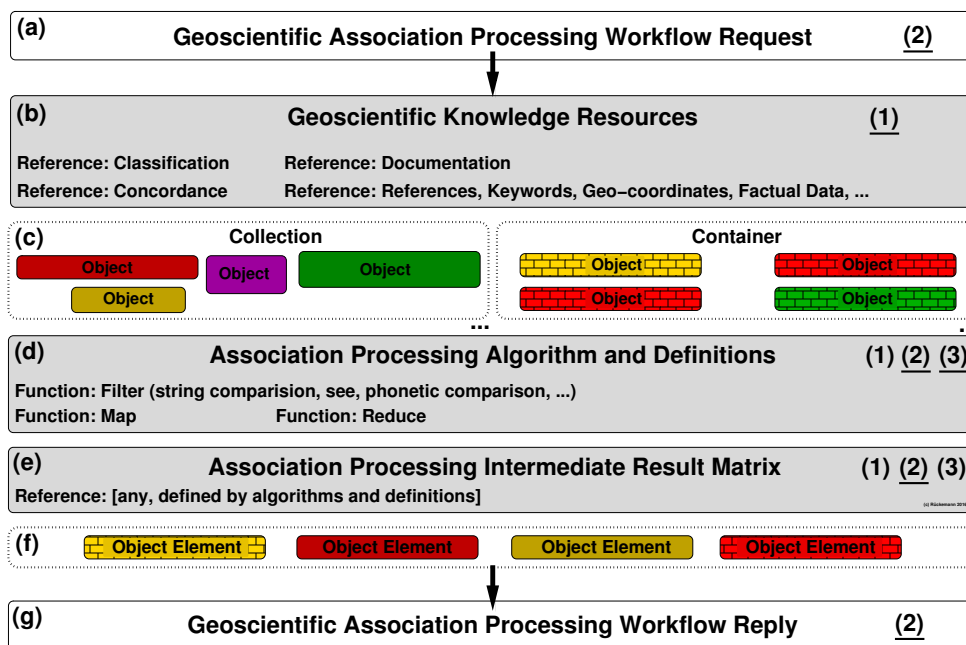 (a) Geoscientific Association Processing Workflow Request (2)
(b) Geoscientific Knowledge Resources (1)
Reference: Classification Reference: Documentation
Reference: Concordance Reference: References, Keywords, Geo−coordinates, Factual Data, ...
(c) Collection Container
Object Object Object Object Object
Object Object Object
... .
(d) Association Processing Algorithm and Definitions (1) (2) (3)
Function: Filter (string comparision, see, phonetic comparison, ...)
Function: Map Function: Reduce
(e) Association Processing Intermediate Result Matrix (1) (2) (3)
Reference: [any, defined by algorithms and definitions]
(c) Rückemann 2016
(f) Object Element Object Element Object Element Object Element
(g) Geoscientific Association Processing Workflow Reply (2)